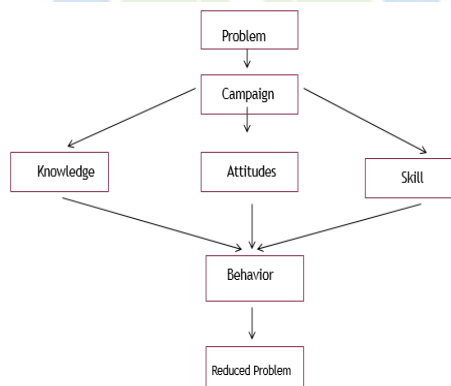 Problem
Campaign
Knowledge
Attitudes
Skill
Behavior
Reduced Problem